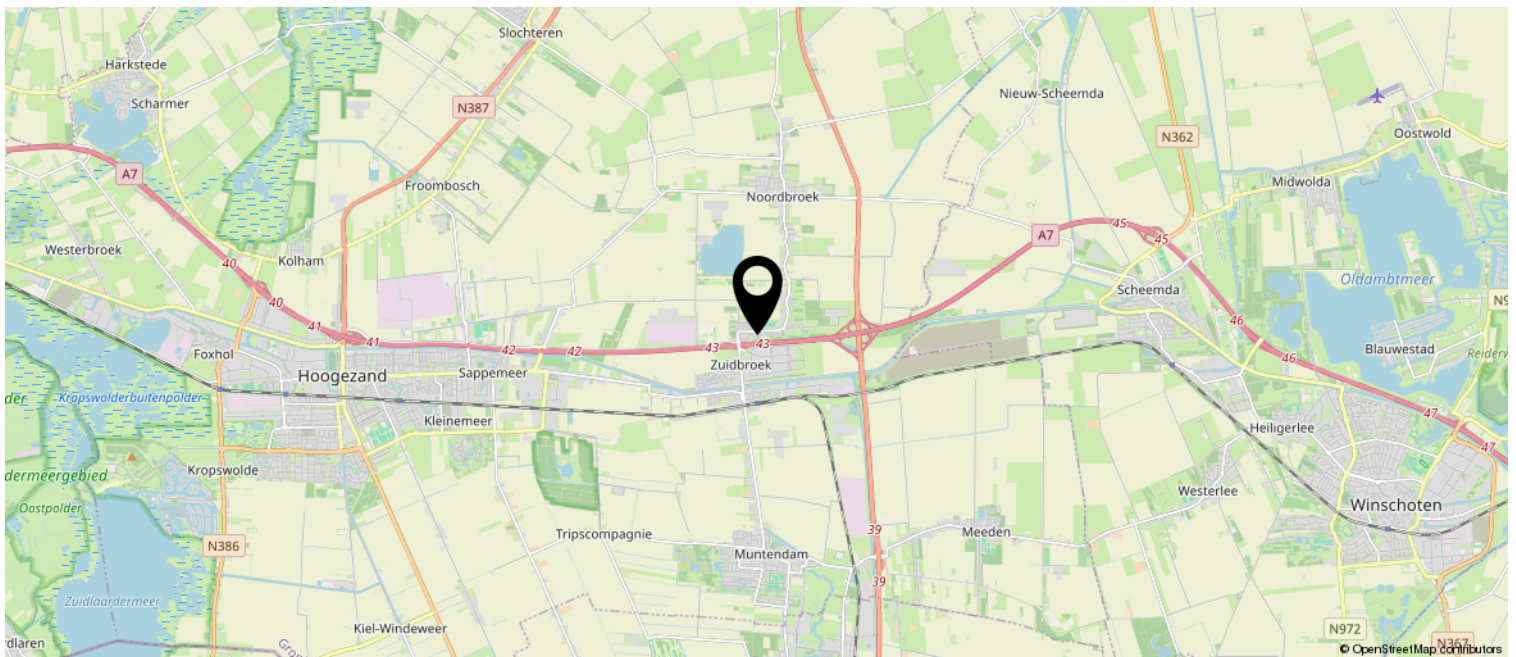 Slochteren
Harkstede
Scharmer
N387
Nieuw-Scheemda
N362
Oostwold
A7
Froombosch
Noordbroek
Midwolda
Westerbroek
Kolham
40
A7
45
45
Oldambtmeer
Scheemda
40
41
41
42
42
43
43
46
46
Foxhol
Hoogezand
Sappemeer
Zuidbroek
Blauwestad
Kropswolderbuitenpolder
Kleinemeer
47
47
Heiligerlee
Kropswolde
dermeergebied
Oostpolder
Westerlee
Winschoten
N386
Tripscompagnie
39
Meeden
Muntendam
39
Zuidlaardermeer
Kiel-Windeweer
rdlaren
N972
N367
© OpenStreetMap contributors